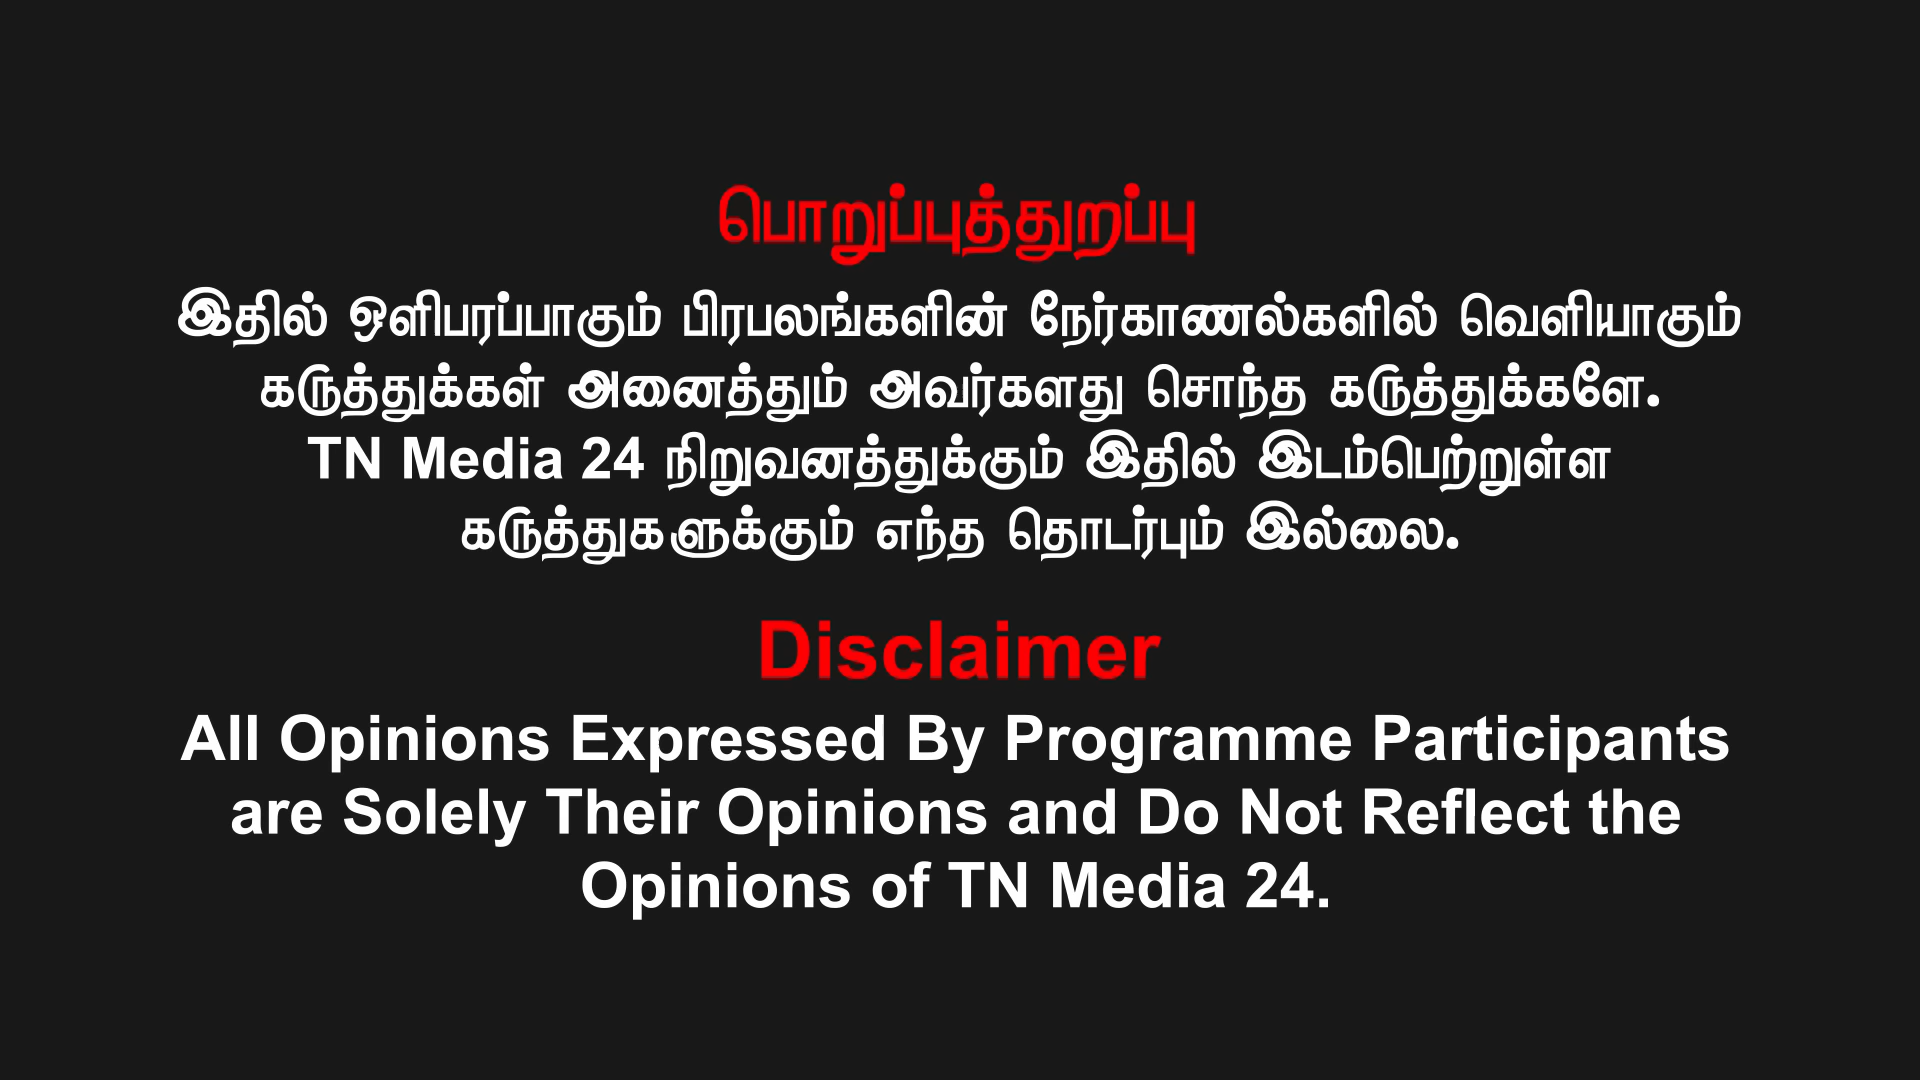 பொறுப்புத்துறப்பு
இதில் ஒளிபரப்பாகும் பிரபலங்களின் நேர்காணல்களில் வெளியாகும்
கருத்துக்கள் அனைத்தும் அவர்களது சொந்த கருத்துக்களே.
TN Media 24 நிறுவனத்துக்கும் இதில் இடம்பெற்றுள்ள
கருத்துகளுக்கும் எந்த தொடர்பும் இல்லை.
Disclaimer
All Opinions Expressed By Programme Participants
are Solely Their Opinions and Do Not Reflect the
Opinions of TN Media 24.